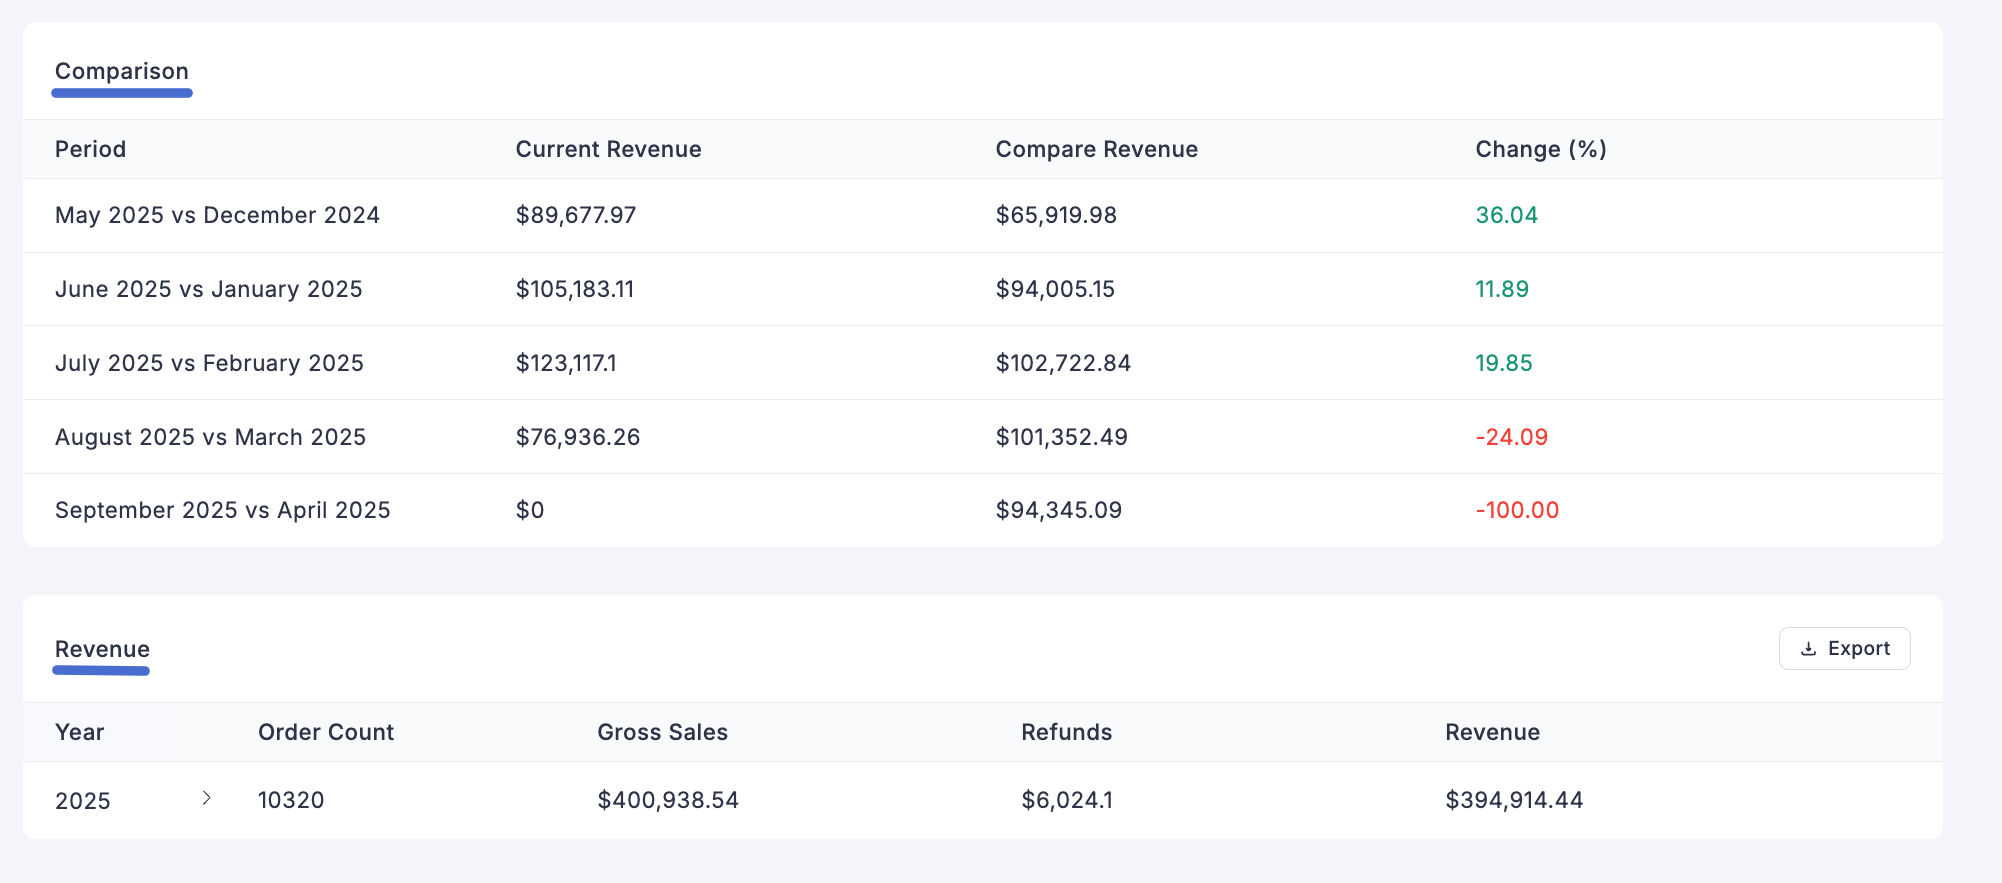 Comparison
Period Current Revenue Compare Revenue Change (%)
May 2025 vs December 2024 $89,677.97 $65,919.98 36.04
June 2025 vs January 2025 $105,183.11 $94,005.15 11.89
July 2025 vs February 2025 $123,117.1 $102,722.84 19.85
August 2025 vs March 2025 $76,936.26 $101,352.49 -24.09
September 2025 vs April 2025 $0 $94,345.09 -100.00
Revenue Export
Year Order Count Gross Sales Refunds Revenue
2025 10320 $400,938.54 $6,024.1 $394,914.44